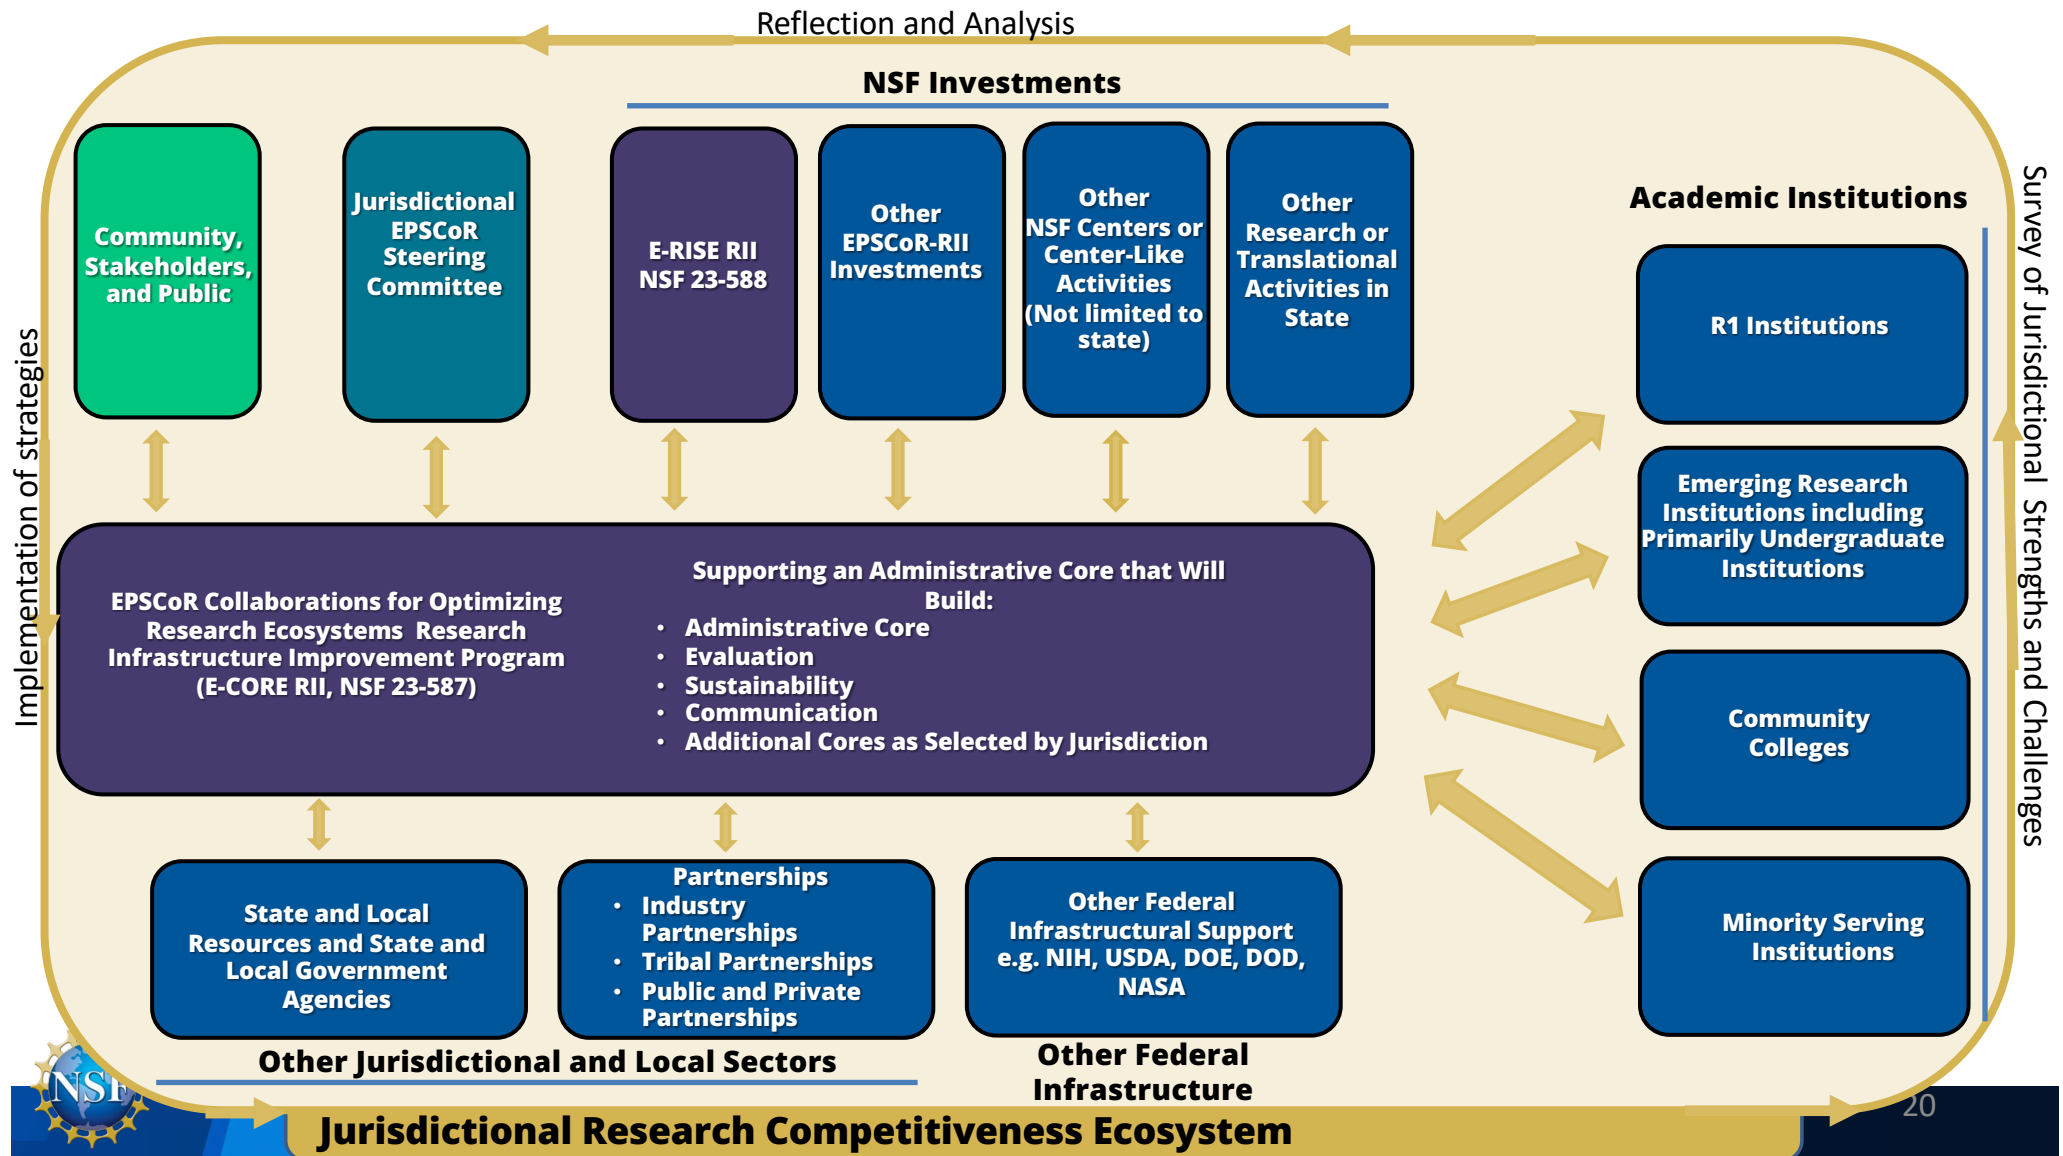 Reflection and Analysis
NSF Investments
Community,
Stakeholders,
and Public
Jurisdictional
EPSCoR
Steering
Committee
E-RISE RII
NSF 23-588
Other
EPSCoR-RII
Investments
Other
NSF Centers or
Center-Like
Activities
(Not limited to
state)
Other
Research or
Translational
Activities in
State
Academic Institutions
R1 Institutions
Emerging Research
Institutions including
Primarily Undergraduate
Institutions
Community
Colleges
Minority Serving
Institutions
Survey of Jurisdictional Strengths and Challenges
Implementation of strategies
EPSCoR Collaborations for Optimizing
Research Ecosystems Research
Infrastructure Improvement Program
(E-CORE RII, NSF 23-587)
Supporting an Administrative Core that Will
Build:
• Administrative Core
• Evaluation
• Sustainability
• Communication
• Additional Cores as Selected by Jurisdiction
State and Local
Resources and State and
Local Government
Agencies
Partnerships
• Industry
Partnerships
• Tribal Partnerships
• Public and Private
Partnerships
Other Federal
Infrastructural Support
e.g. NIH, USDA, DOE, DOD,
NASA
Other Jurisdictional and Local Sectors
Other Federal
Infrastructure
NSF
Jurisdictional Research Competitiveness Ecosystem
20